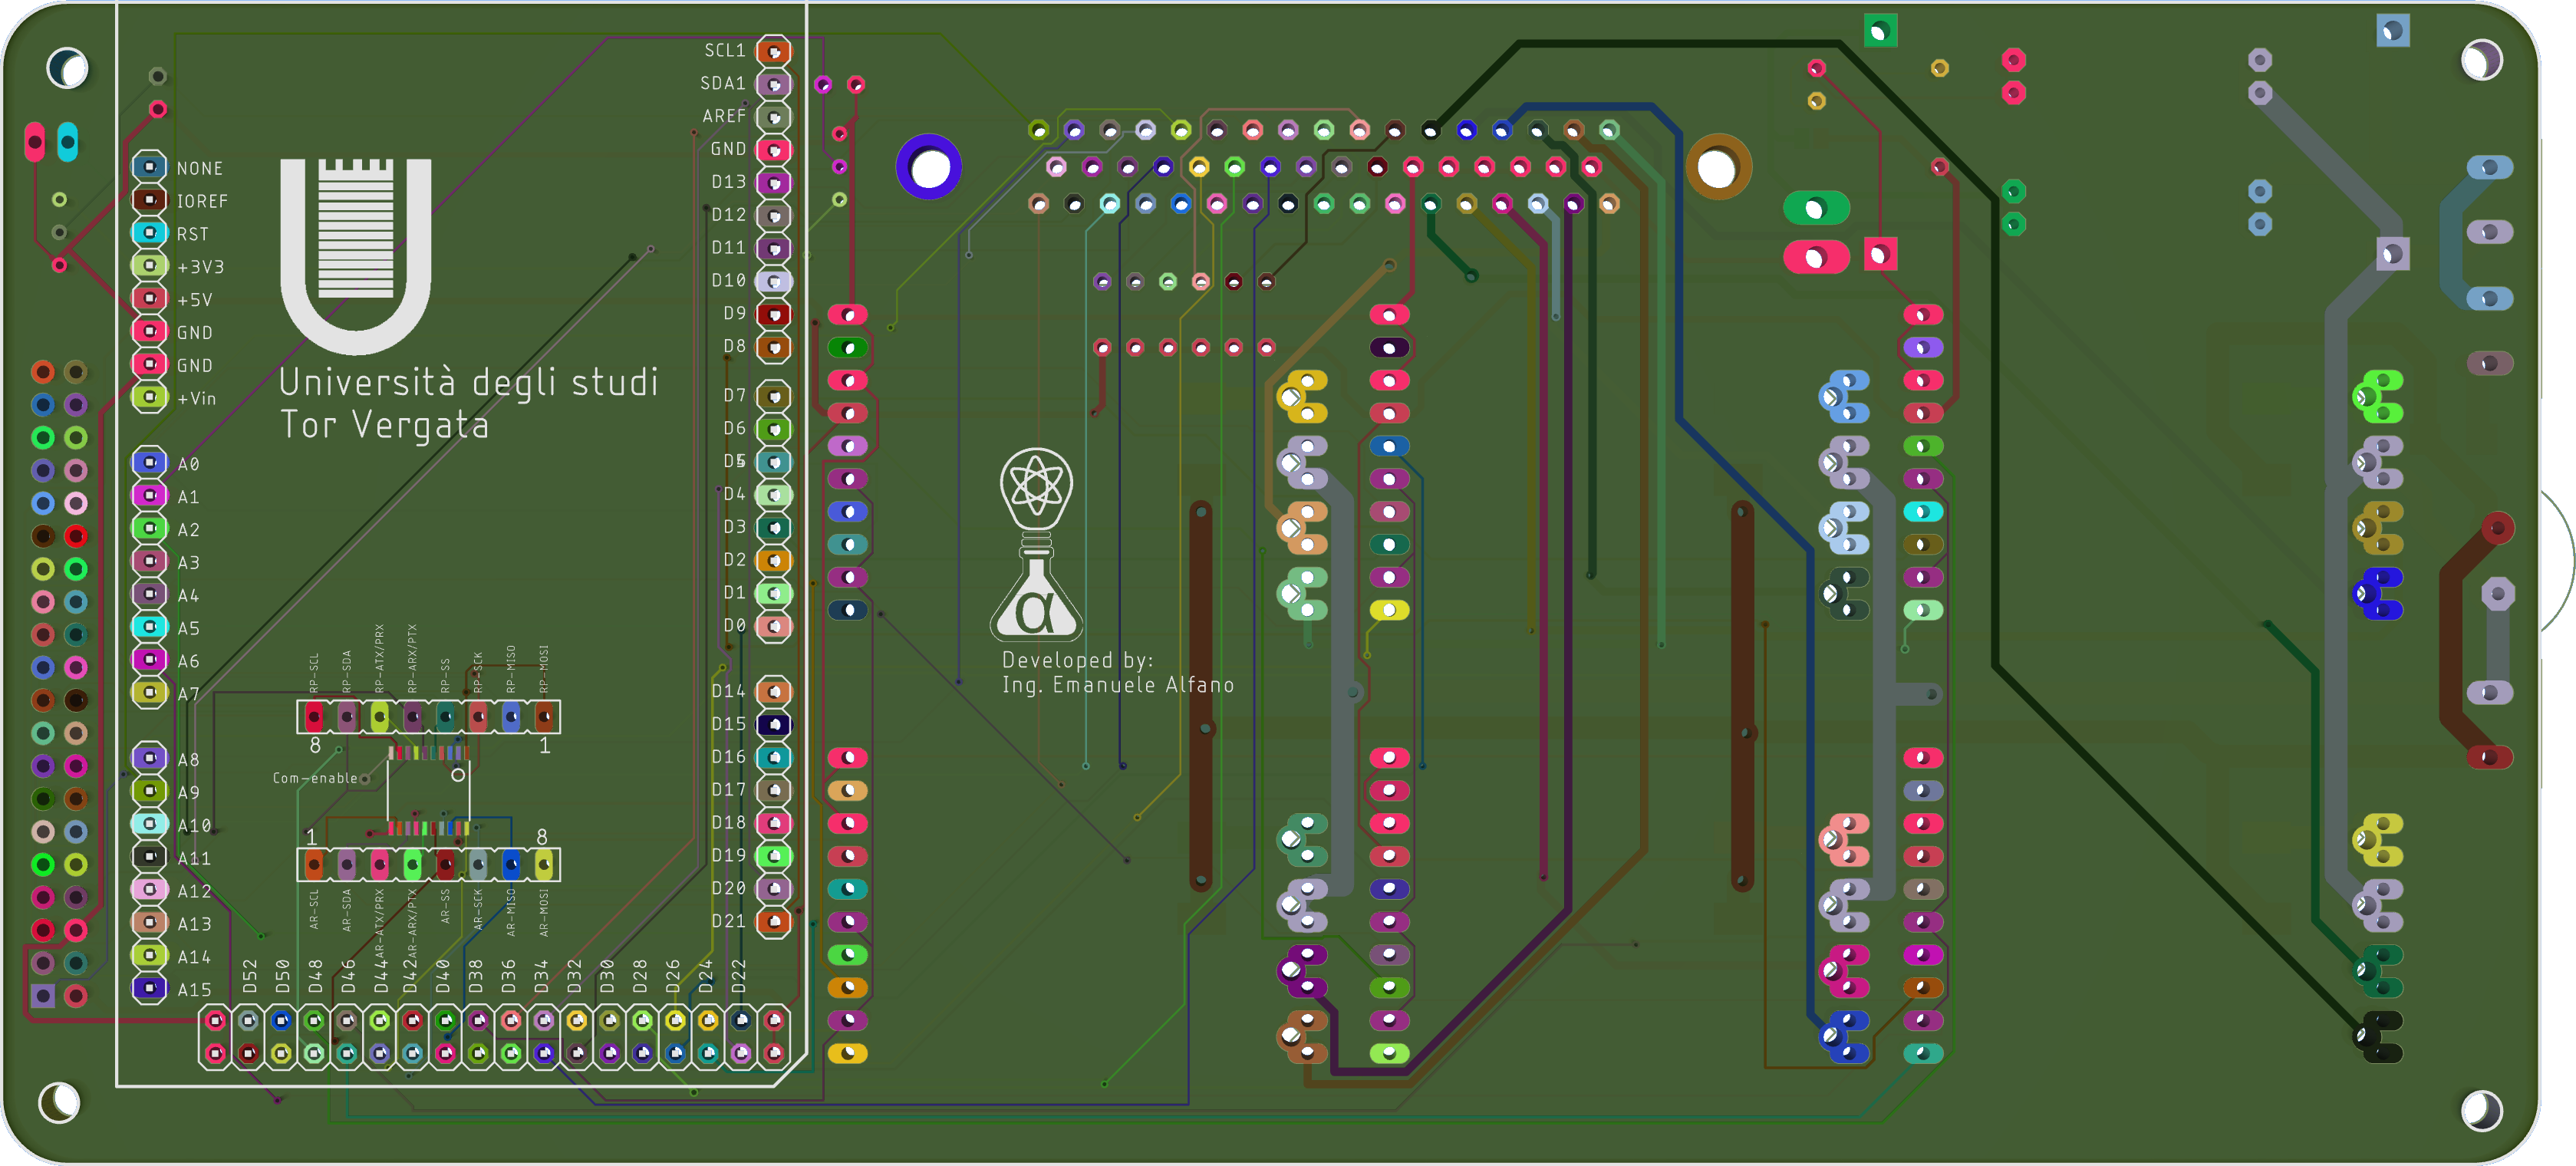 SCL1
SDA1
AREF
GND
D13
D12
D11
D10
D9
D8
D7
D6
D5
D4
D3
D2
D1
D0
D14
D15
D16
D17
D18
D19
D20
D21
NONE
IOREF
RST
+3V3
+5V
GND
GND
+Vin
A0
A1
A2
A3
A4
A5
A6
A7
A8
A9
A10
A11
A12
A13
A14
A15
Università degli studi
Tor Vergata
RP-SCL
RP-SDA
RP-ATX/PRX
RP-ARX/PTX
RP-SS
RP-SCK
RP-MISO
RP-MOSI
8 1
Com-enable
1 8
AR-SCL
AR-SDA
AR-ATX/PRX
AR-ARX/PTX
AR-SS
AR-SCK
AR-MISO
AR-MOSI
D52
D50
D48
D46
D44
D42
D40
D38
D36
D34
D32
D30
D28
D26
D24
D22
α
Developed by:
Ing. Emanuele Alfano